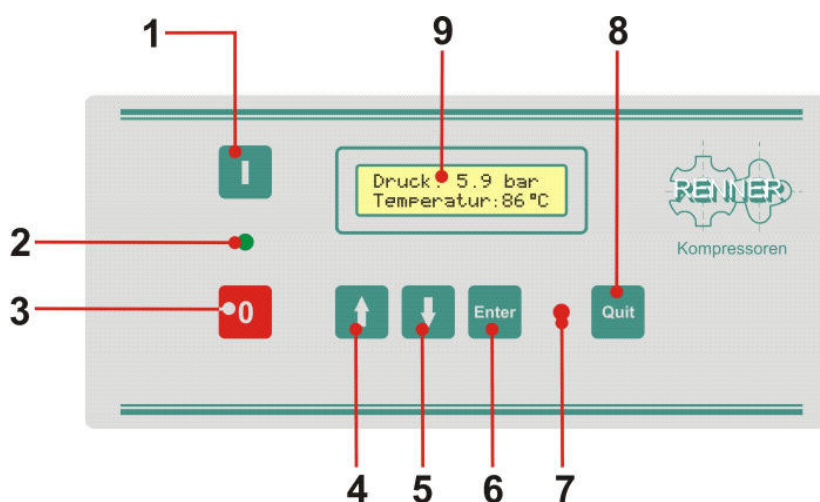 1 9 8
I
Druck: 5.9 bar
Temperatur:86°C
RENNER
Kompressoren
2
3 0
Enter Quit
4 5 6 7